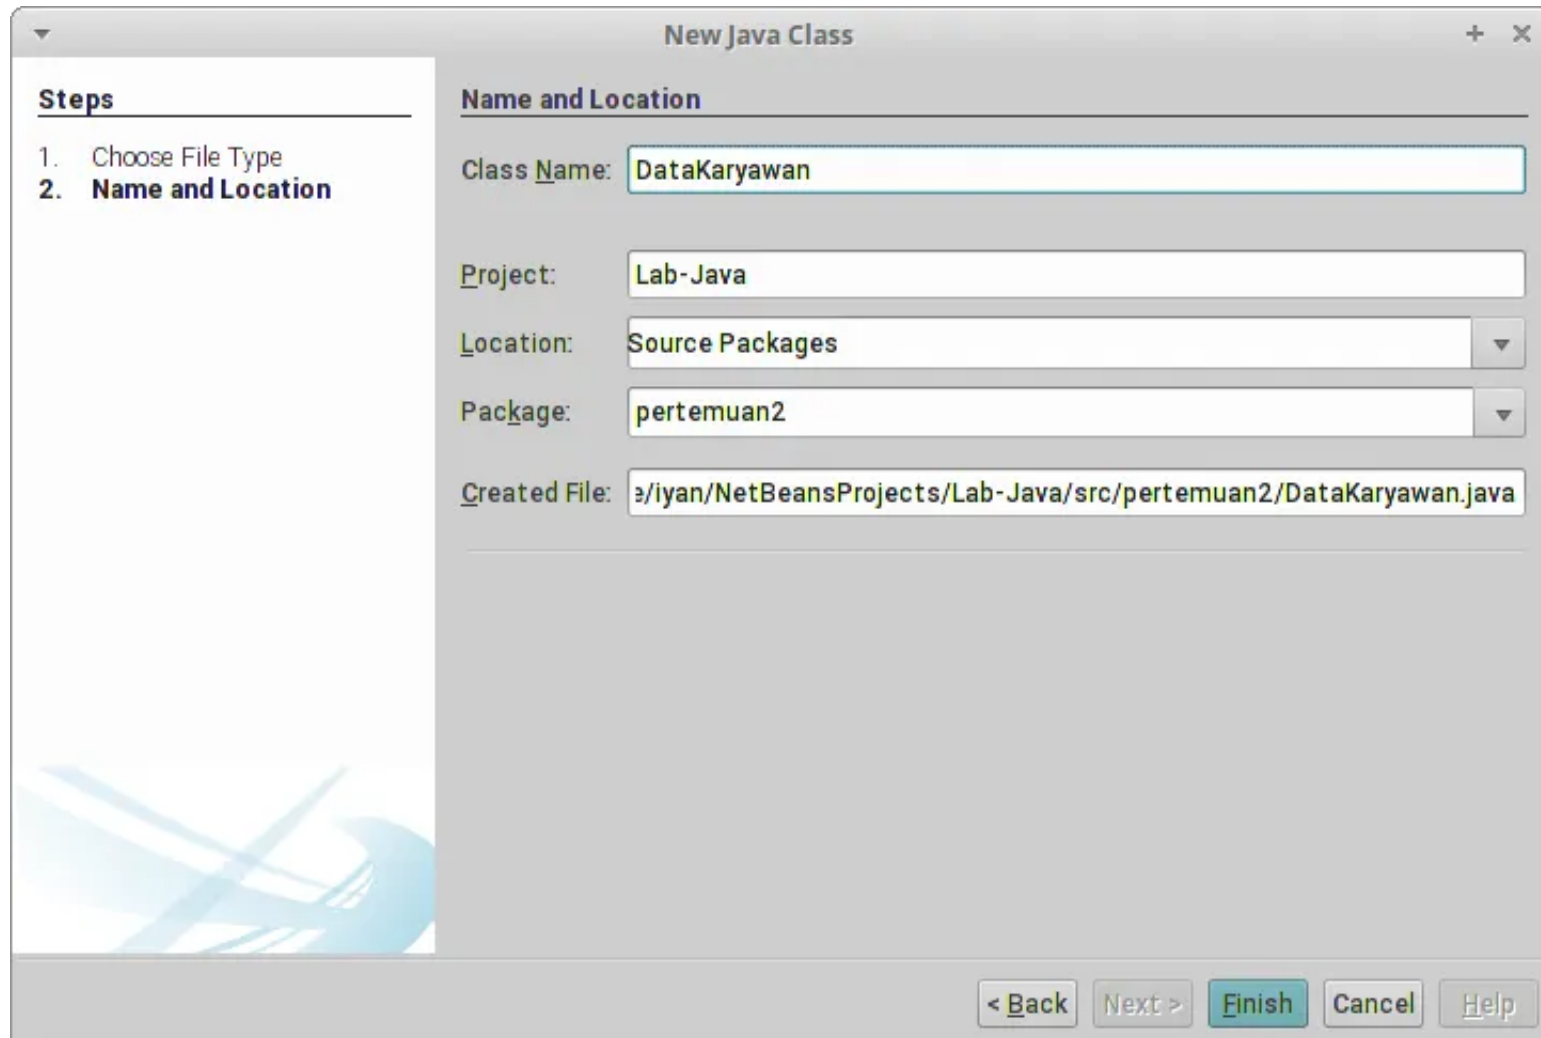 New Java Class
Steps
1. Choose File Type
2. Name and Location
Name and Location
Class Name: DataKaryawan
Project: Lab-Java
Location: Source Packages
Package: pertemuan2
Created File: /iyan/NetBeansProjects/Lab-Java/src/pertemuan2/DataKaryawan.java
< Back Next > Finish Cancel Help